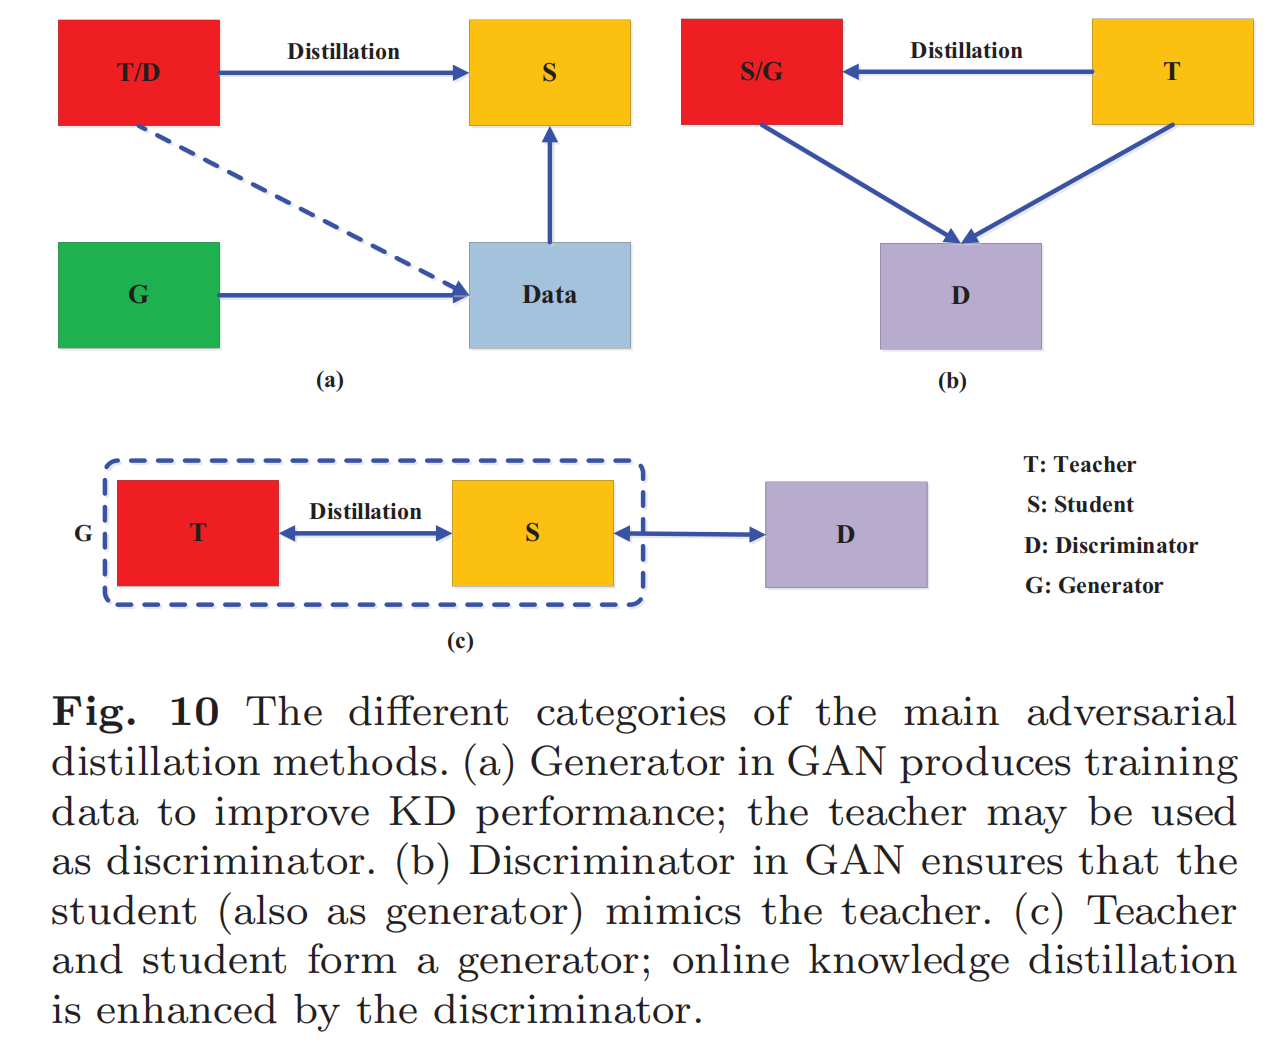 T/D
Distillation
S
G
Data
(a)
S/G
Distillation
T
D
(b)
G
T
Distillation
S
D
(c)
T: Teacher
S: Student
D: Discriminator
G: Generator
Fig. 10 The different categories of the main adversarial
distillation methods. (a) Generator in GAN produces training
data to improve KD performance; the teacher may be used
as discriminator. (b) Discriminator in GAN ensures that the
student (also as generator) mimics the teacher. (c) Teacher
and student form a generator; online knowledge distillation
is enhanced by the discriminator.